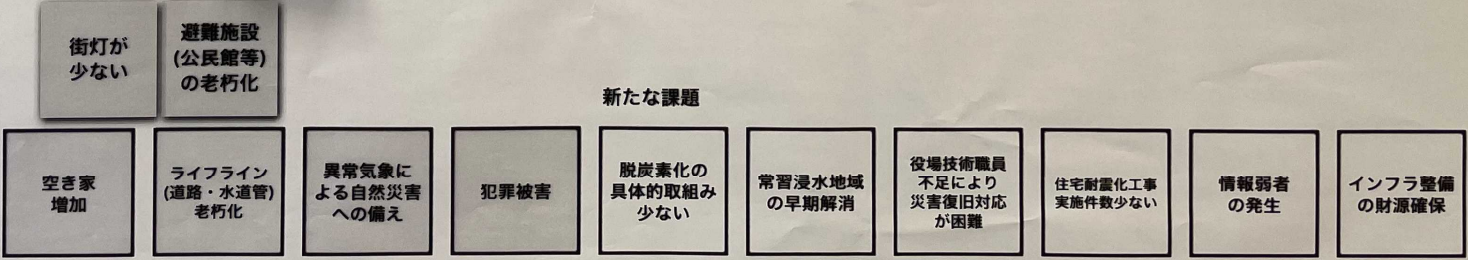 街灯が
少ない
避難施設
(公民館等)
の老朽化
新たな課題
空き家
増加
ライフライン
(道路・水道管)
老朽化
異常気象に
よる自然災害
への備え
犯罪被害
脱炭素化の
具体的取組み
少ない
常習浸水地域
の早期解消
役場技術職員
不足により
災害復旧対応
が困難
住宅耐震化工事
実施件数少ない
情報弱者
の発生
インフラ整備
の財源確保